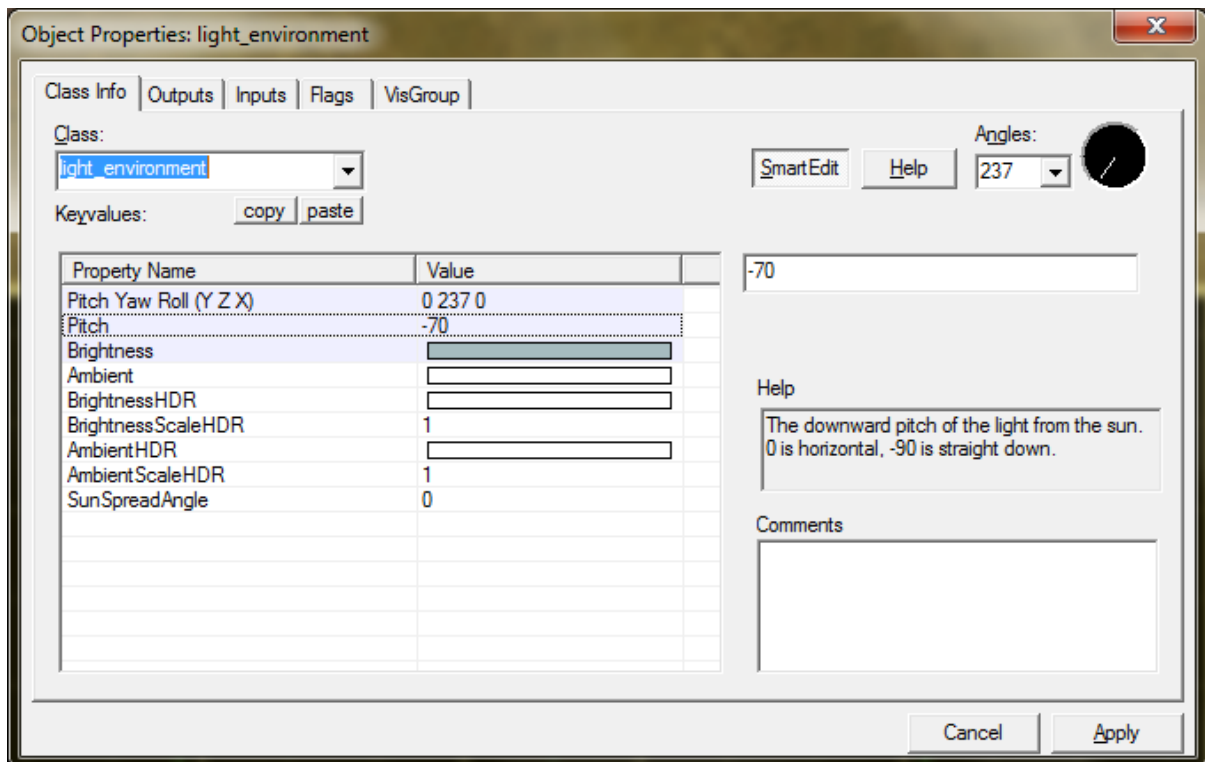 Object Properties: light_environment
x
Class Info Outputs Inputs Flags VisGroup
Class: Angles:
light_environment SmartEdit Help 237
Keyvalues: copy paste
Property Name Value -70
Pitch Yaw Roll (Y Z X) 0 237 0
Pitch -70
Brightness
Ambient
BrightnessHDR
BrightnessScaleHDR 1
AmbientHDR
AmbientScaleHDR 1
SunSpreadAngle 0
Help
The downward pitch of the light from the sun.
0 is horizontal, -90 is straight down.
Comments
Cancel Apply